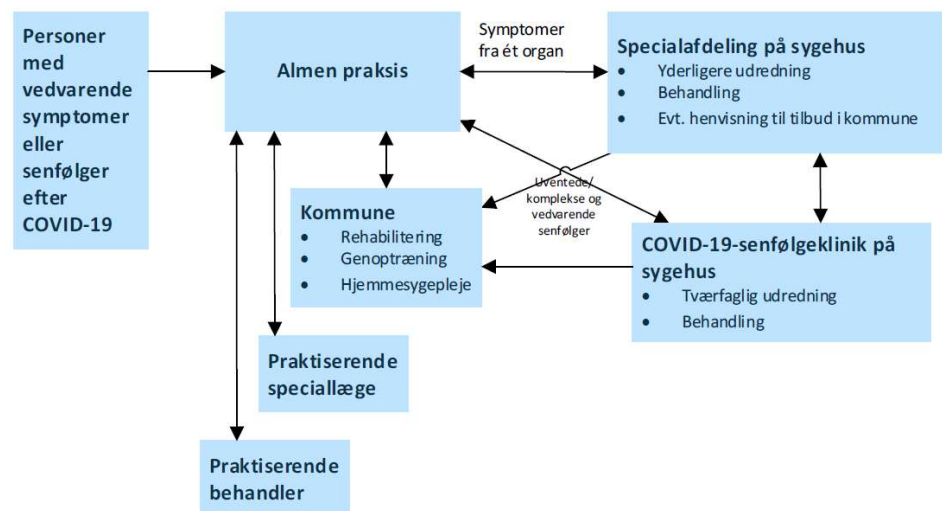 Personer
med
vedvarende
symptomer
eller
senfølger
efter
COVID-19
Almen praksis
Symptomer
fra ét organ
Specialafdeling på sygehus
• Yderligere udredning
• Behandling
• Evt. henvisning til tilbud i kommune
Uventede/
komplekse og
vedvarende
senfølger
Kommune
• Rehabilitering
• Genoptræning
• Hjemmesygepleje
COVID-19-senfølgeklinik på
sygehus
• Tværfaglig udredning
• Behandling
Praktiserende
speciallæge
Praktiserende
behandler